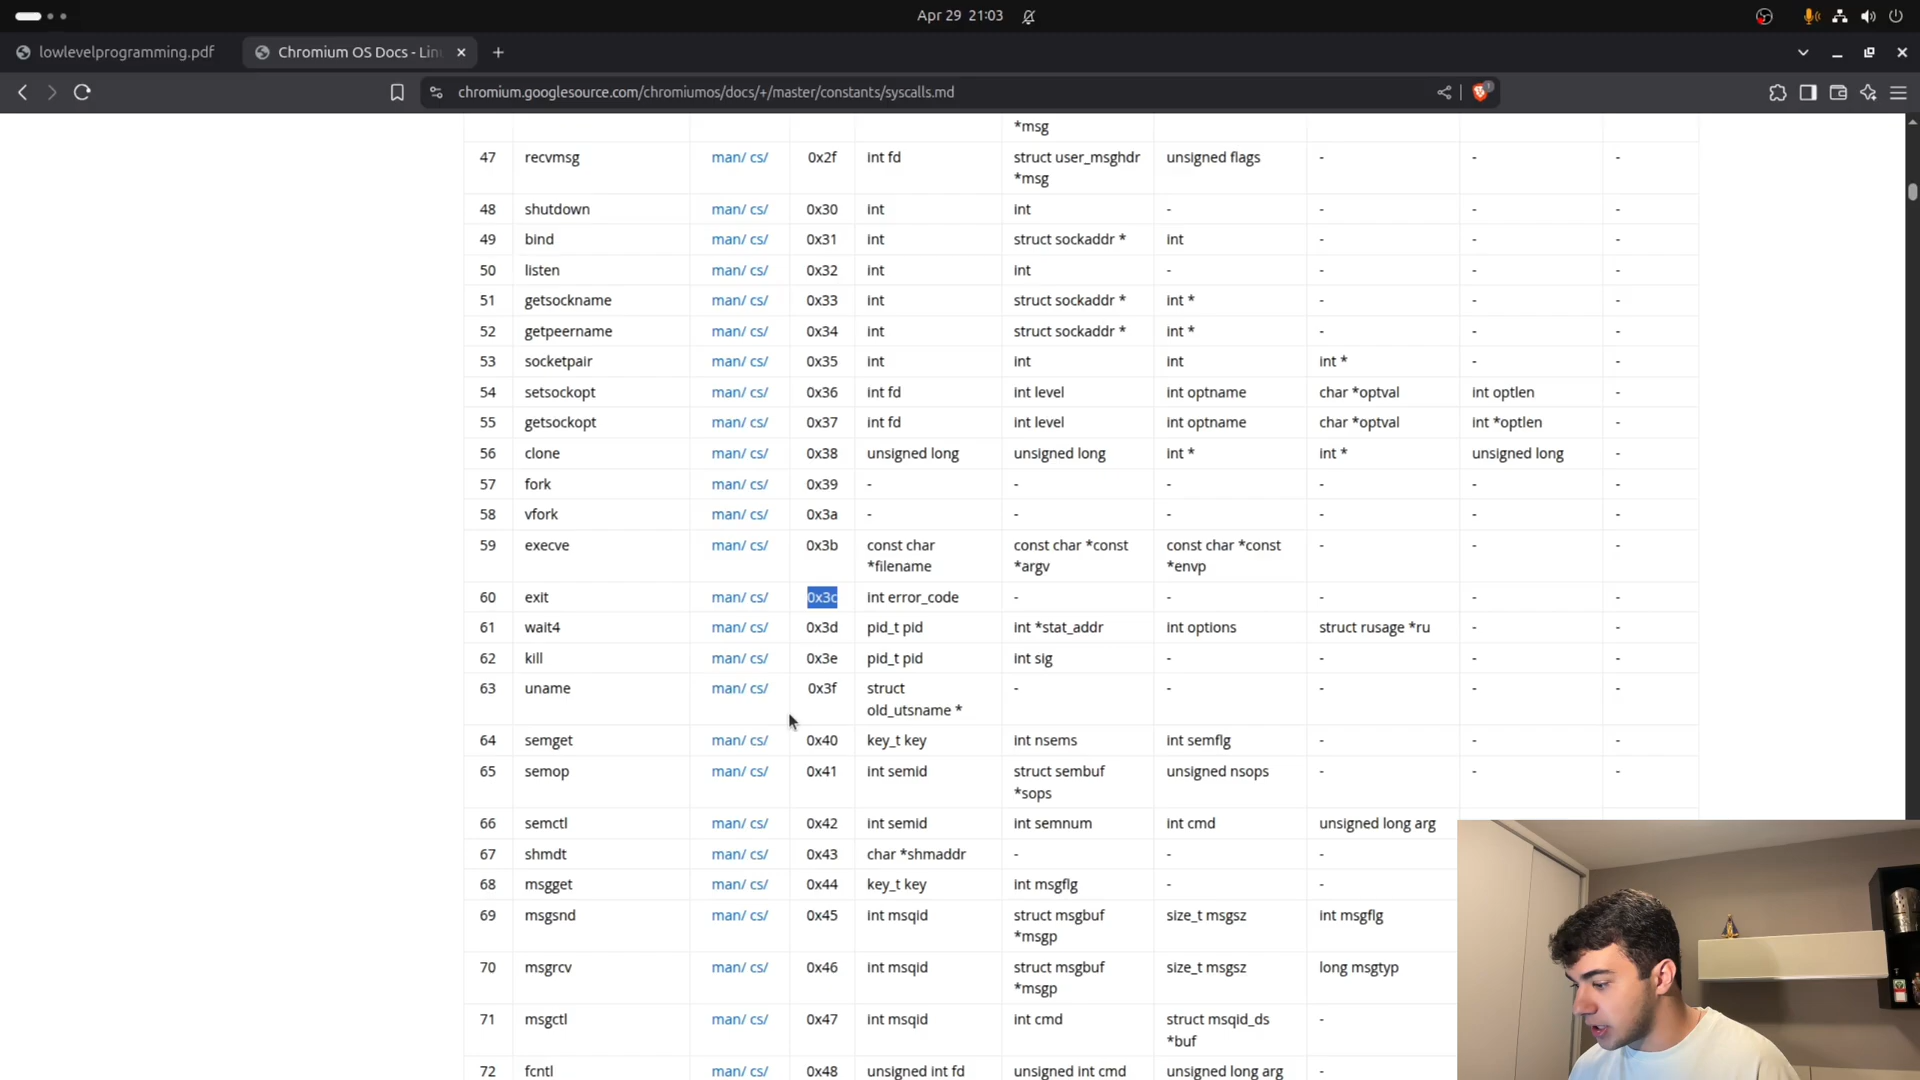 Apr 29 21:03
lowlevelprogramming.pdf
Chromium OS Docs - Linu
chromium.googlesource.com/chromiumos/docs/+/master/constants/syscalls.md
1
*msg
47 recvmsg man/ cs/ 0x2f int fd struct user_msghdr *msg unsigned flags - - -
48 shutdown man/ cs/ 0x30 int int - - - -
49 bind man/ cs/ 0x31 int struct sockaddr * int - - -
50 listen man/ cs/ 0x32 int int - - - -
51 getsockname man/ cs/ 0x33 int struct sockaddr * int * - - -
52 getpeername man/ cs/ 0x34 int struct sockaddr * int * - - -
53 socketpair man/ cs/ 0x35 int int int int * - -
54 setsockopt man/ cs/ 0x36 int fd int level int optname char *optval int optlen -
55 getsockopt man/ cs/ 0x37 int fd int level int optname char *optval int *optlen -
56 clone man/ cs/ 0x38 unsigned long unsigned long int * int * unsigned long -
57 fork man/ cs/ 0x39 - - - - - -
58 vfork man/ cs/ 0x3a - - - - - -
59 execve man/ cs/ 0x3b const char *filename const char *const *argv const char *const *envp - - -
60 exit man/ cs/ 0x3c int error_code - - - - -
61 wait4 man/ cs/ 0x3d pid_t pid int *stat_addr int options struct rusage *ru - -
62 kill man/ cs/ 0x3e pid_t pid int sig - - - -
63 uname man/ cs/ 0x3f struct old_utsname * - - - - -
64 semget man/ cs/ 0x40 key_t key int nsems int semflg - - -
65 semop man/ cs/ 0x41 int semid struct sembuf *sops unsigned nsops - - -
66 semctl man/ cs/ 0x42 int semid int semnum int cmd unsigned long arg
67 shmdt man/ cs/ 0x43 char *shmaddr - - -
68 msgget man/ cs/ 0x44 key_t key int msgflg - -
69 msgsnd man/ cs/ 0x45 int msqid struct msgbuf *msgp size_t msgsz int msgflg
70 msgrcv man/ cs/ 0x46 int msqid struct msgbuf *msgp size_t msgsz long msgtyp
71 msgctl man/ cs/ 0x47 int msqid int cmd struct msqid_ds *buf -
72 fcntl man/ cs/ 0x48 unsigned int fd unsigned int cmd unsigned long arg -